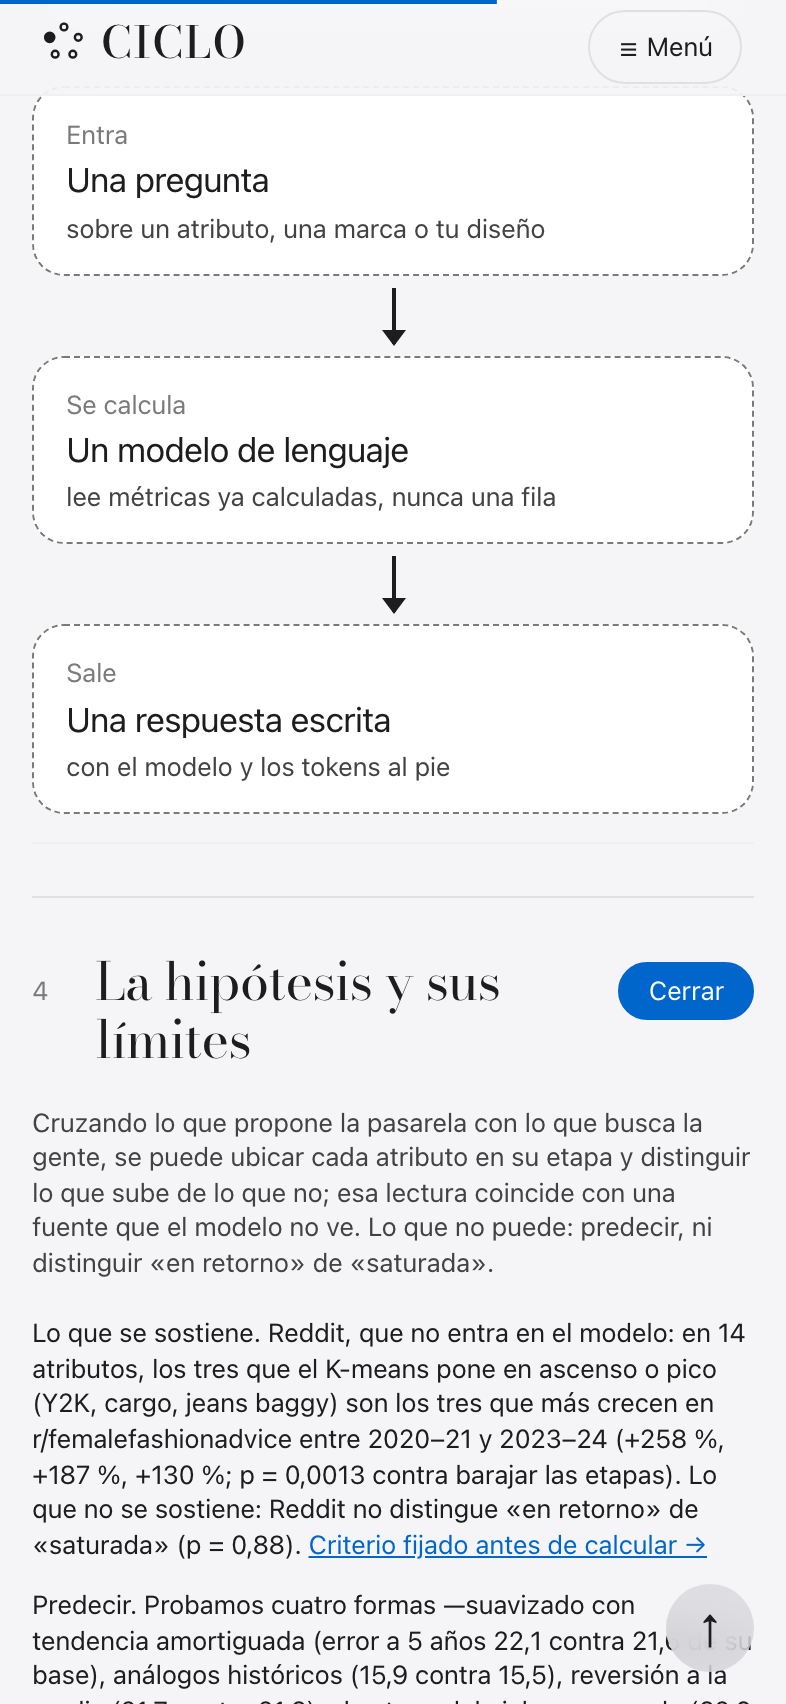 CICLO
≡ Menú
Entra
Una pregunta
sobre un atributo, una marca o tu diseño
Se calcula
Un modelo de lenguaje
lee métricas ya calculadas, nunca una fila
Sale
Una respuesta escrita
con el modelo y los tokens al pie
4
La hipótesis y sus
límites
Cerrar
Cruzando lo que propone la pasarela con lo que busca la
gente, se puede ubicar cada atributo en su etapa y distinguir
lo que sube de lo que no; esa lectura coincide con una
fuente que el modelo no ve. Lo que no puede: predecir, ni
distinguir «en retorno» de «saturada».
Lo que se sostiene. Reddit, que no entra en el modelo: en 14
atributos, los tres que el K-means pone en ascenso o pico
(Y2K, cargo, jeans baggy) son los tres que más crecen en
r/femalefashionadvice entre 2020–21 y 2023–24 (+258 %,
+187 %, +130 %; p = 0,0013 contra barajar las etapas). Lo
que no se sostiene: Reddit no distingue «en retorno» de
«saturada» (p = 0,88). Criterio fijado antes de calcular →
Predecir. Probamos cuatro formas —suavizado con
tendencia amortiguada (error a 5 años 22,1 contra 21,6 de su
base), análogos históricos (15,9 contra 15,5), reversión a la